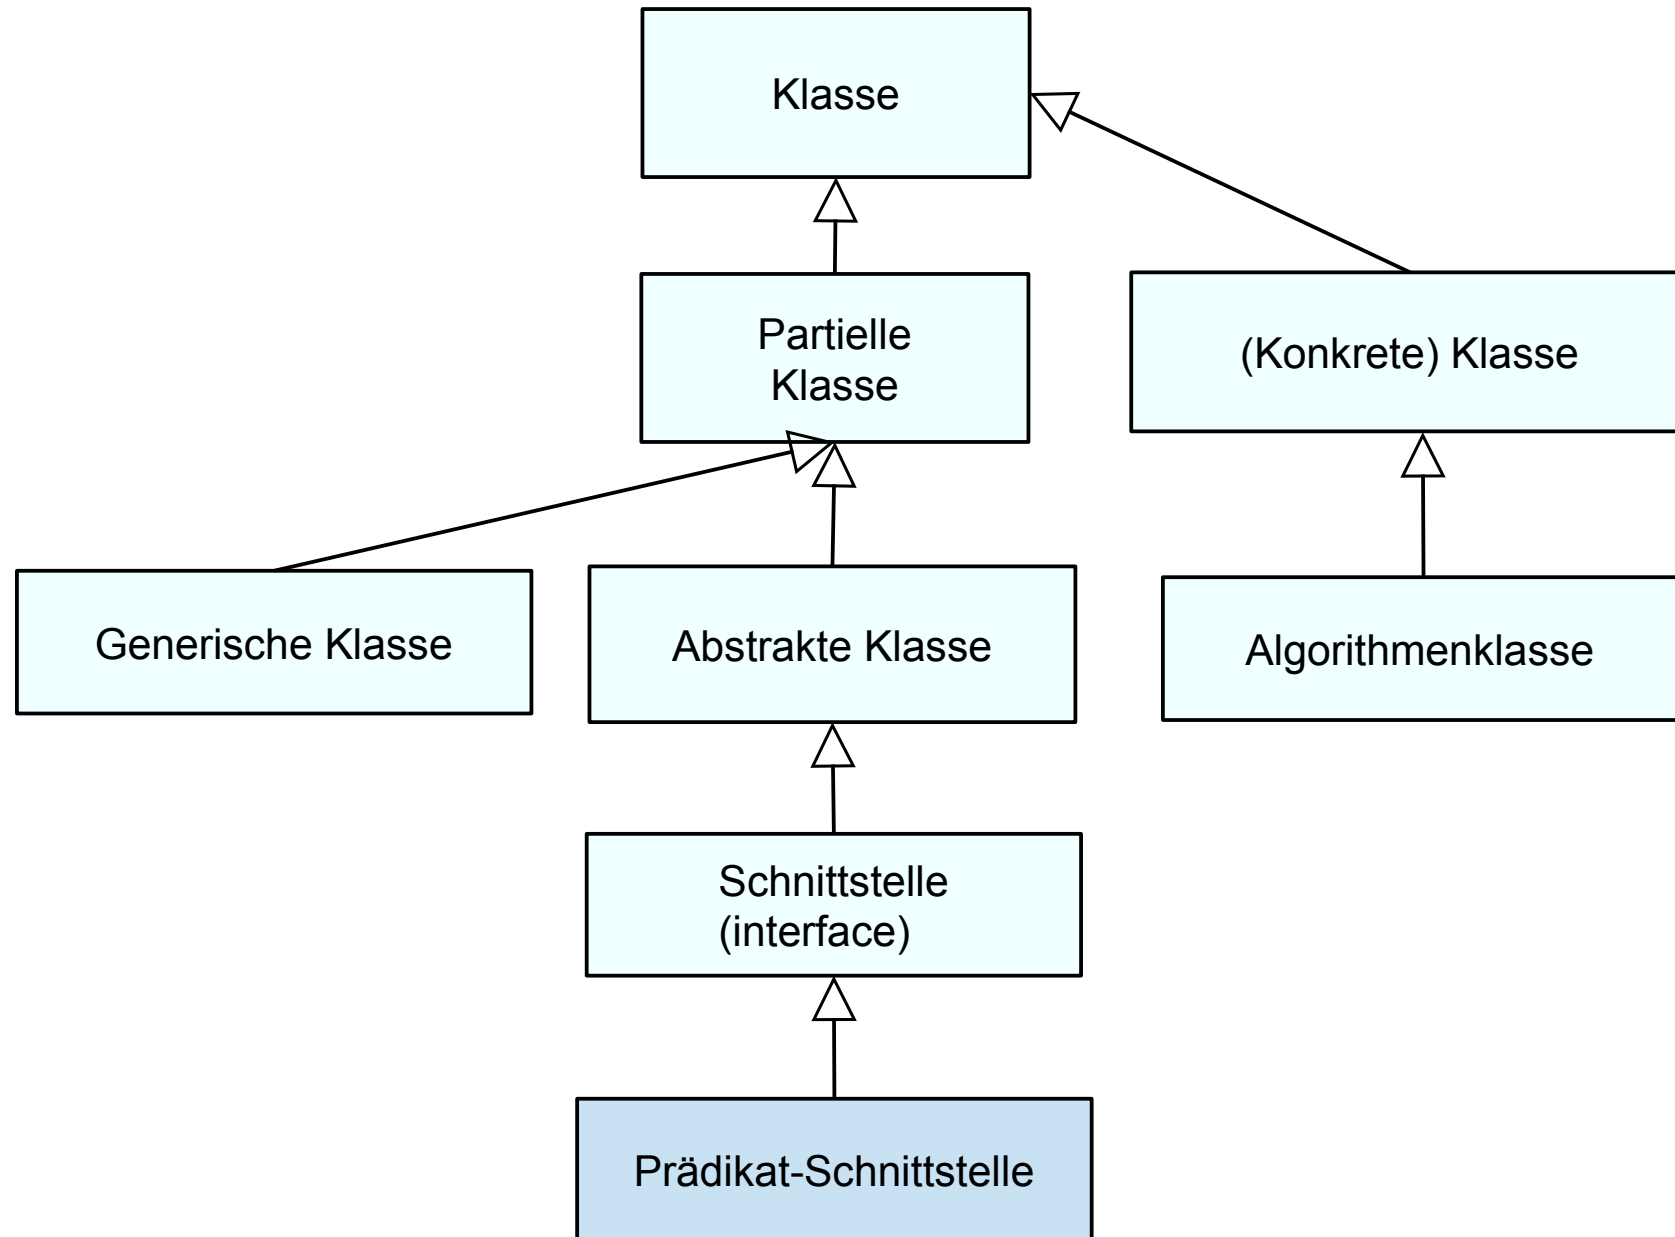 Klasse
Partielle
Klasse
(Konkrete) Klasse
Generische Klasse
Abstrakte Klasse
Algorithmenklasse
Schnittstelle
(interface)
Prädikat-Schnittstelle